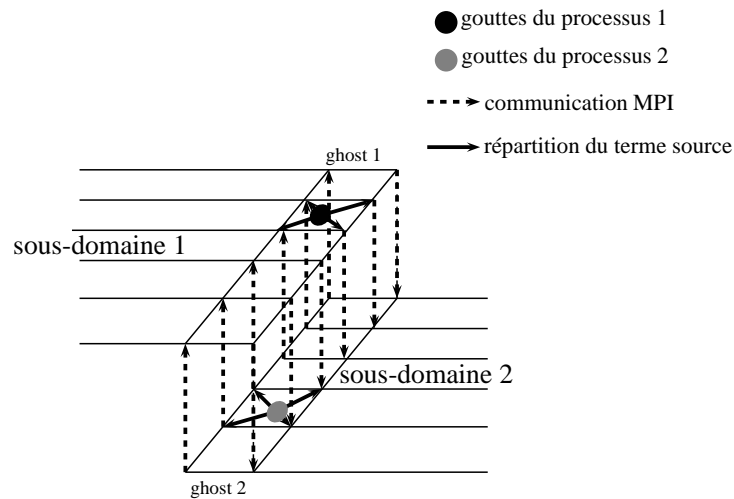 gouttes du processus 1
gouttes du processus 2
communication MPI
répartition du terme source
ghost 1
sous-domaine 1
sous-domaine 2
ghost 2